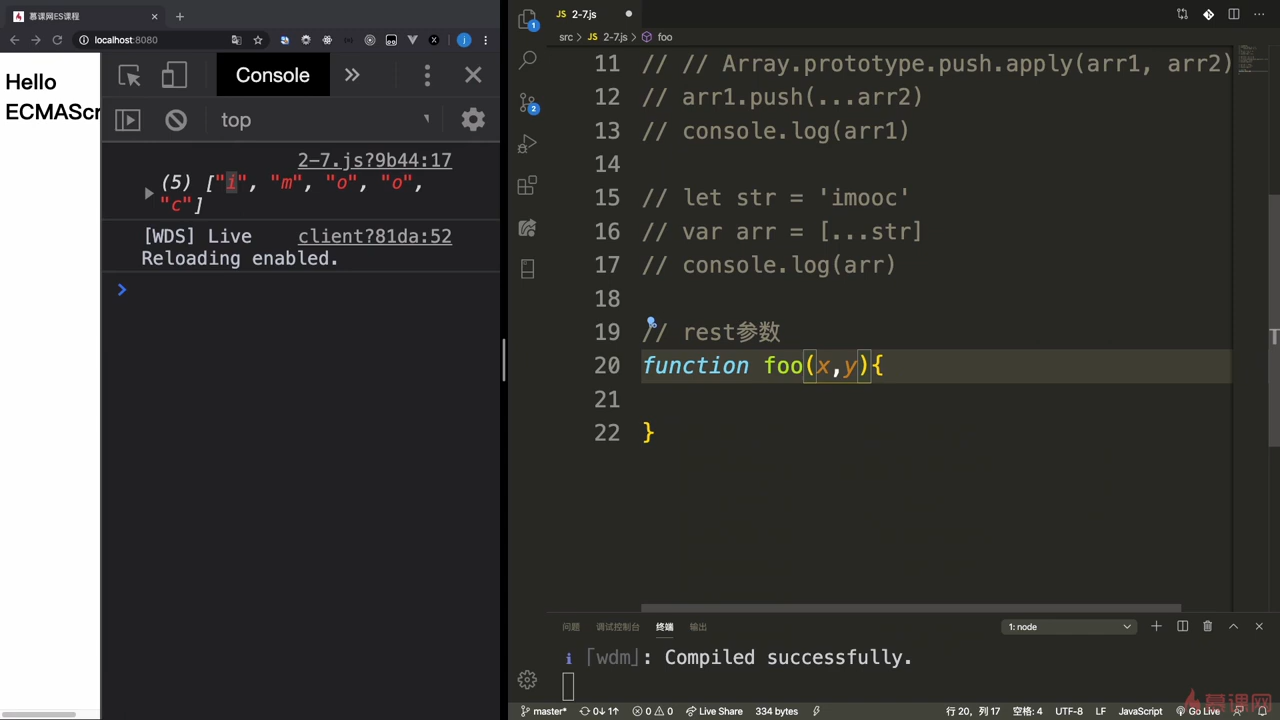 慕课网ES课程
localhost:8080
Hello
ECMAScr
Console
top
2-7.js?9b44:17
(5) ["i", "m", "o", "o",
"c"]
[WDS] Live
client?81da:52
Reloading enabled.
2-7.js
src > 2-7.js > foo
11 // // Array.prototype.push.apply(arr1, arr2)
12 // arr1.push(...arr2)
13 // console.log(arr1)
14
15 // let str = 'imooc'
16 // var arr = [...str]
17 // console.log(arr)
18
19 // rest参数
20 function foo(x,y){
21
22 }
问题 调试控制台 终端 输出
1: node
i ｢wdm｣: Compiled successfully.
master* 0↓ 1↑ 0 0 Live Share 334 bytes
行 20, 列 17 空格: 4 UTF-8 LF JavaScript Go Live
慕课网